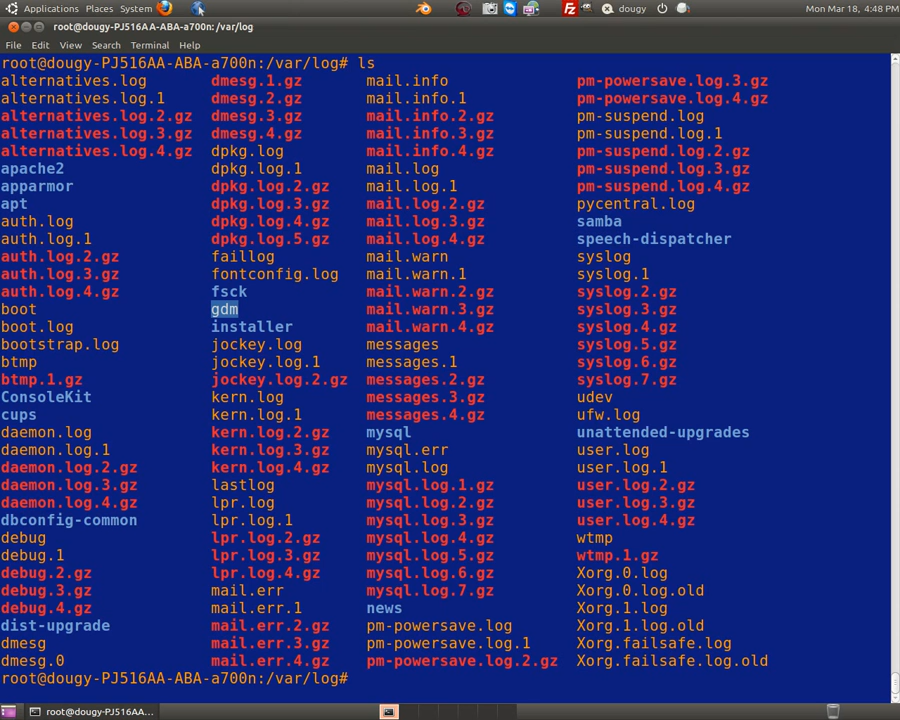 Applications Places System dougy Mon Mar 18, 4:48 PM
root@dougy-PJ516AA-ABA-a700n: /var/log
File Edit View Search Terminal Help
root@dougy-PJ516AA-ABA-a700n:/var/log# ls
alternatives.log dmesg.1.gz mail.info pm-powersave.log.3.gz
alternatives.log.1 dmesg.2.gz mail.info.1 pm-powersave.log.4.gz
alternatives.log.2.gz dmesg.3.gz mail.info.2.gz pm-suspend.log
alternatives.log.3.gz dmesg.4.gz mail.info.3.gz pm-suspend.log.1
alternatives.log.4.gz dpkg.log mail.info.4.gz pm-suspend.log.2.gz
apache2 dpkg.log.1 mail.log pm-suspend.log.3.gz
apparmor dpkg.log.2.gz mail.log.1 pm-suspend.log.4.gz
apt dpkg.log.3.gz mail.log.2.gz pycentral.log
auth.log dpkg.log.4.gz mail.log.3.gz samba
auth.log.1 dpkg.log.5.gz mail.log.4.gz speech-dispatcher
auth.log.2.gz faillog mail.warn syslog
auth.log.3.gz fontconfig.log mail.warn.1 syslog.1
auth.log.4.gz fsck mail.warn.2.gz syslog.2.gz
boot gdm mail.warn.3.gz syslog.3.gz
boot.log installer mail.warn.4.gz syslog.4.gz
bootstrap.log jockey.log messages syslog.5.gz
btmp jockey.log.1 messages.1 syslog.6.gz
btmp.1.gz jockey.log.2.gz messages.2.gz syslog.7.gz
ConsoleKit kern.log messages.3.gz udev
cups kern.log.1 messages.4.gz ufw.log
daemon.log kern.log.2.gz mysql unattended-upgrades
daemon.log.1 kern.log.3.gz mysql.err user.log
daemon.log.2.gz kern.log.4.gz mysql.log user.log.1
daemon.log.3.gz lastlog mysql.log.1.gz user.log.2.gz
daemon.log.4.gz lpr.log mysql.log.2.gz user.log.3.gz
dbconfig-common lpr.log.1 mysql.log.3.gz user.log.4.gz
debug lpr.log.2.gz mysql.log.4.gz wtmp
debug.1 lpr.log.3.gz mysql.log.5.gz wtmp.1.gz
debug.2.gz lpr.log.4.gz mysql.log.6.gz Xorg.0.log
debug.3.gz mail.err mysql.log.7.gz Xorg.0.log.old
debug.4.gz mail.err.1 news Xorg.1.log
dist-upgrade mail.err.2.gz pm-powersave.log Xorg.1.log.old
dmesg mail.err.3.gz pm-powersave.log.1 Xorg.failsafe.log
dmesg.0 mail.err.4.gz pm-powersave.log.2.gz Xorg.failsafe.log.old
root@dougy-PJ516AA-ABA-a700n:/var/log#
root@dougy-PJ516AA...